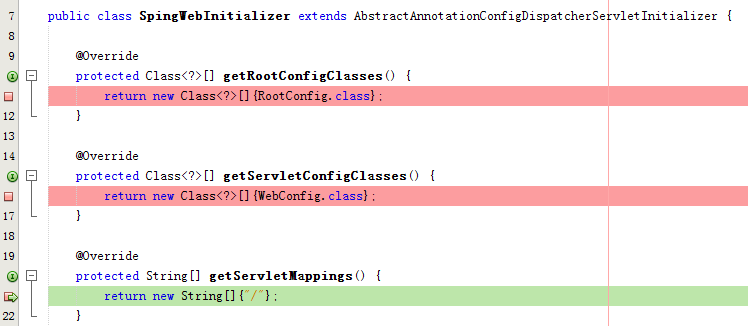 7 public class SpingWebInitializer extends AbstractAnnotationConfigDispatcherServletInitializer {
8
9 @Override
protected Class<?>[] getRootConfigClasses() {
return new Class<?>[]{RootConfig.class};
12 }
13
14 @Override
protected Class<?>[] getServletConfigClasses() {
return new Class<?>[]{WebConfig.class};
17 }
18
19 @Override
protected String[] getServletMappings() {
return new String[]{"/"};
22 }